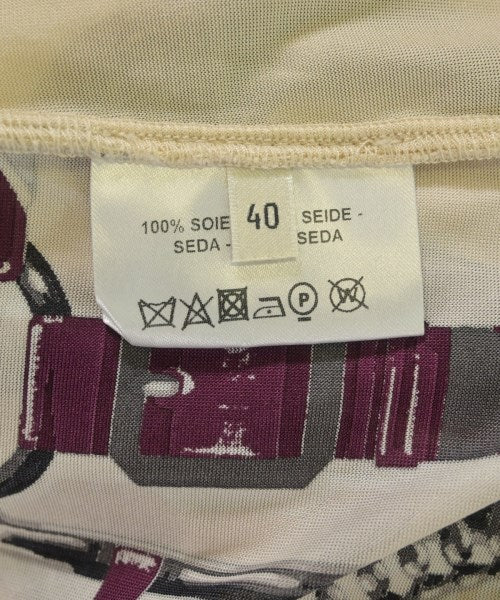 100% SOIE 40 SEIDE -
SEDA - SEDA
P W